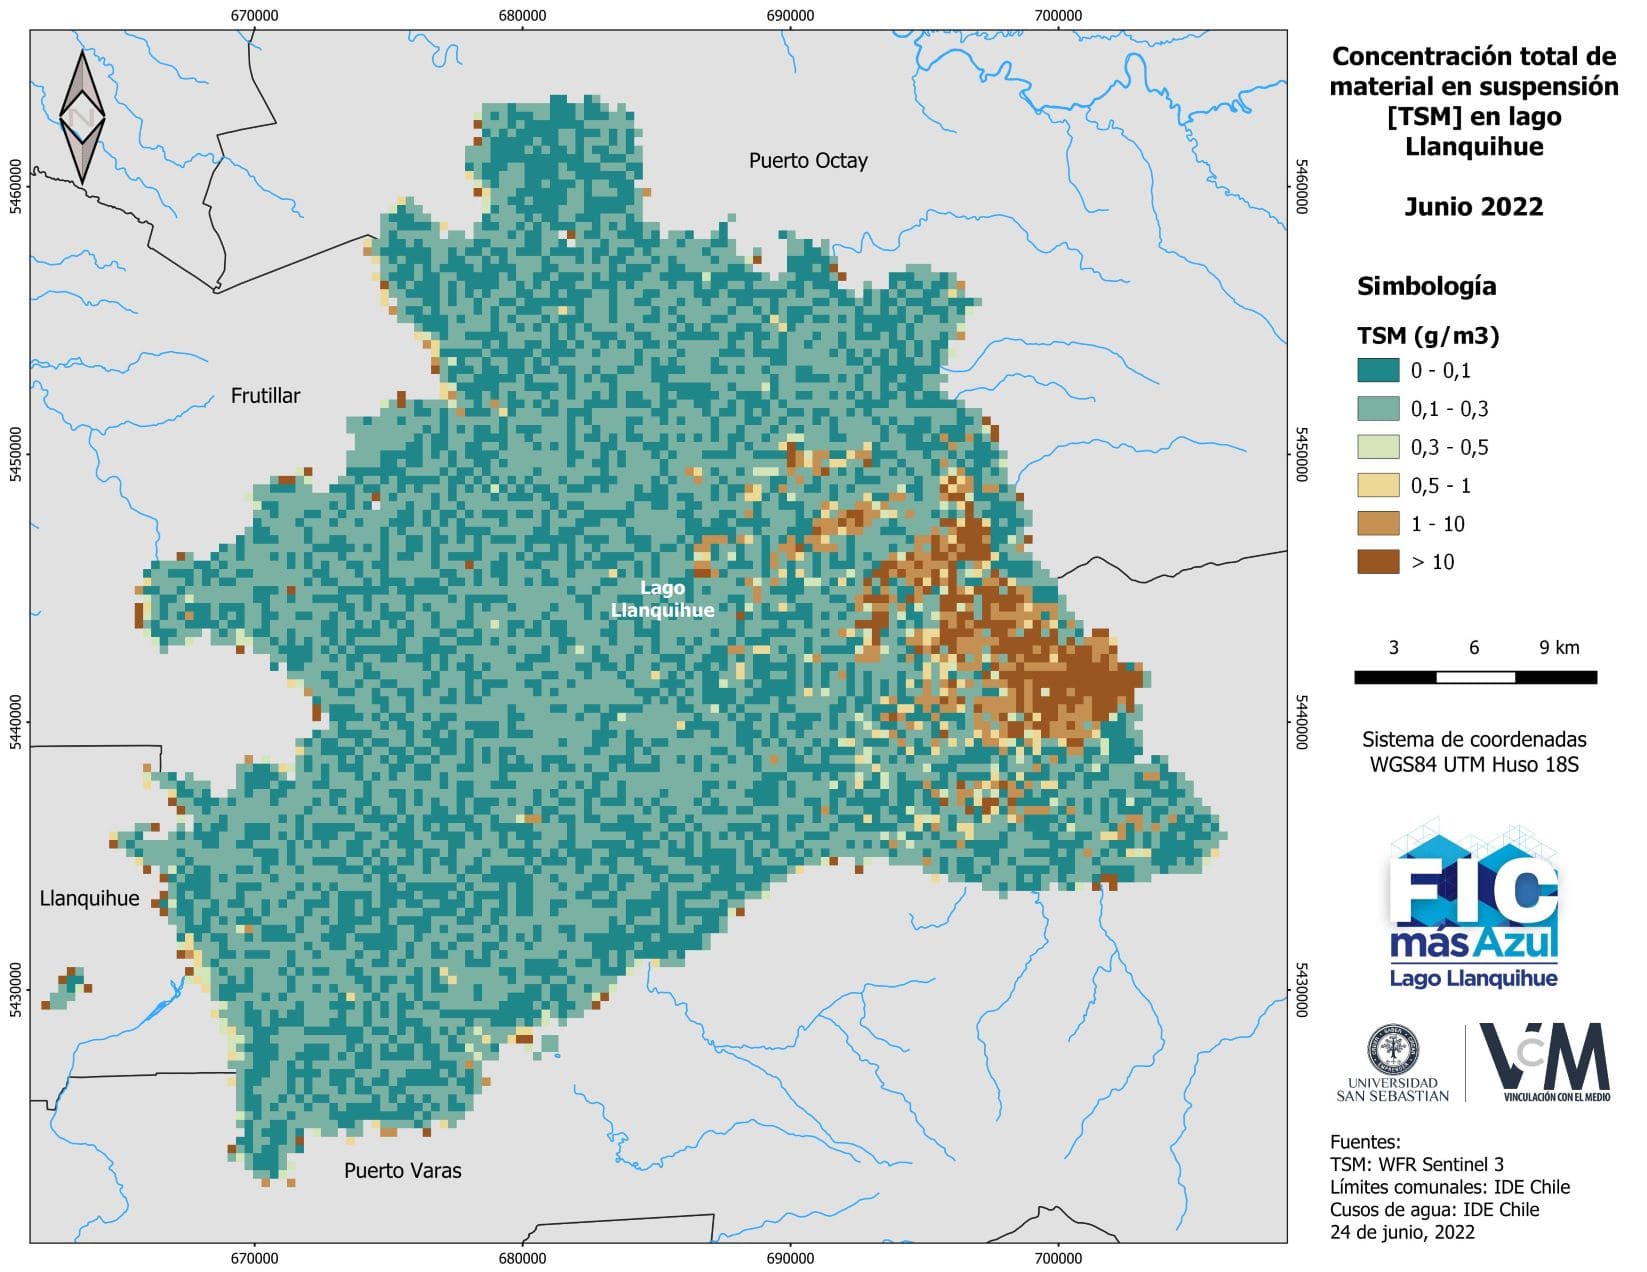 Concentración total de
material en suspensión
[TSM] en lago
Llanquihue
Junio 2022
Simbología
TSM (g/m3)
0 - 0,1
0,1 - 0,3
0,3 - 0,5
0,5 - 1
1 - 10
> 10
3 6 9 km
Sistema de coordenadas
WGS84 UTM Huso 18S
FIC
más Azul
Lago Llanquihue
UNIVERSIDAD
SAN SEBASTIAN
VcM
VINCULACIÓN CON EL MEDIO
Fuentes:
TSM: WFR Sentinel 3
Límites comunales: IDE Chile
Cusos de agua: IDE Chile
24 de junio, 2022
670000 680000 690000 700000
N
Puerto Octay
Frutillar
Lago
Llanquihue
Llanquihue
Puerto Varas
5460000
5450000
5440000
5430000
5460000
5450000
5440000
5430000
670000 680000 690000 700000